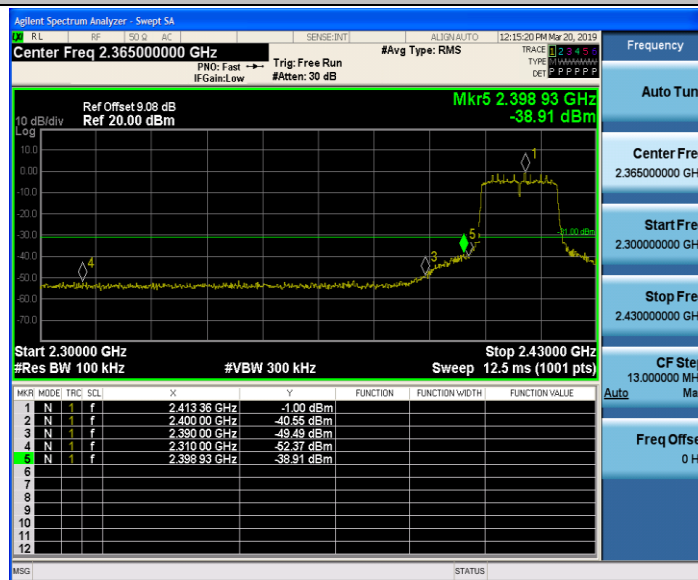 Agilent Spectrum Analyzer - Swept SA
LXI RL RF 50 Ω AC SENSE:INT ALIGNAUTO 12:15:20 PM Mar 20, 2019
Center Freq 2.365000000 GHz #Avg Type: RMS TRACE 1 2 3 4 5 6
PNO: Fast Trig: Free Run TYPE M W W W W W
IFGain:Low #Atten: 30 dB DET P P P P P P
Frequency
Auto Tun
Center Fre
2.365000000 GH
Start Fre
2.300000000 GH
Stop Fre
2.430000000 GH
CF Step
13.000000 MH
Auto Ma
Freq Offse
0 H
Mkr5 2.398 93 GHz
-38.91 dBm
Ref Offset 9.08 dB
10 dB/div Ref 20.00 dBm
Log
10.0
0.00
-10.0
-20.0
-30.0
-40.0
-50.0
-60.0
-70.0
1
-31.00 dBm
5
3
4
Start 2.30000 GHz Stop 2.43000 GHz
#Res BW 100 kHz #VBW 300 kHz Sweep 12.5 ms (1001 pts)
MKR MODE TRC SCL X Y FUNCTION FUNCTION WIDTH FUNCTION VALUE
1 N 1 f 2.413 36 GHz -1.00 dBm
2 N 1 f 2.400 00 GHz -40.55 dBm
3 N 1 f 2.390 00 GHz -49.49 dBm
4 N 1 f 2.310 00 GHz -52.37 dBm
5 N 1 f 2.398 93 GHz -38.91 dBm
6
7
8
9
10
11
12
MSG STATUS